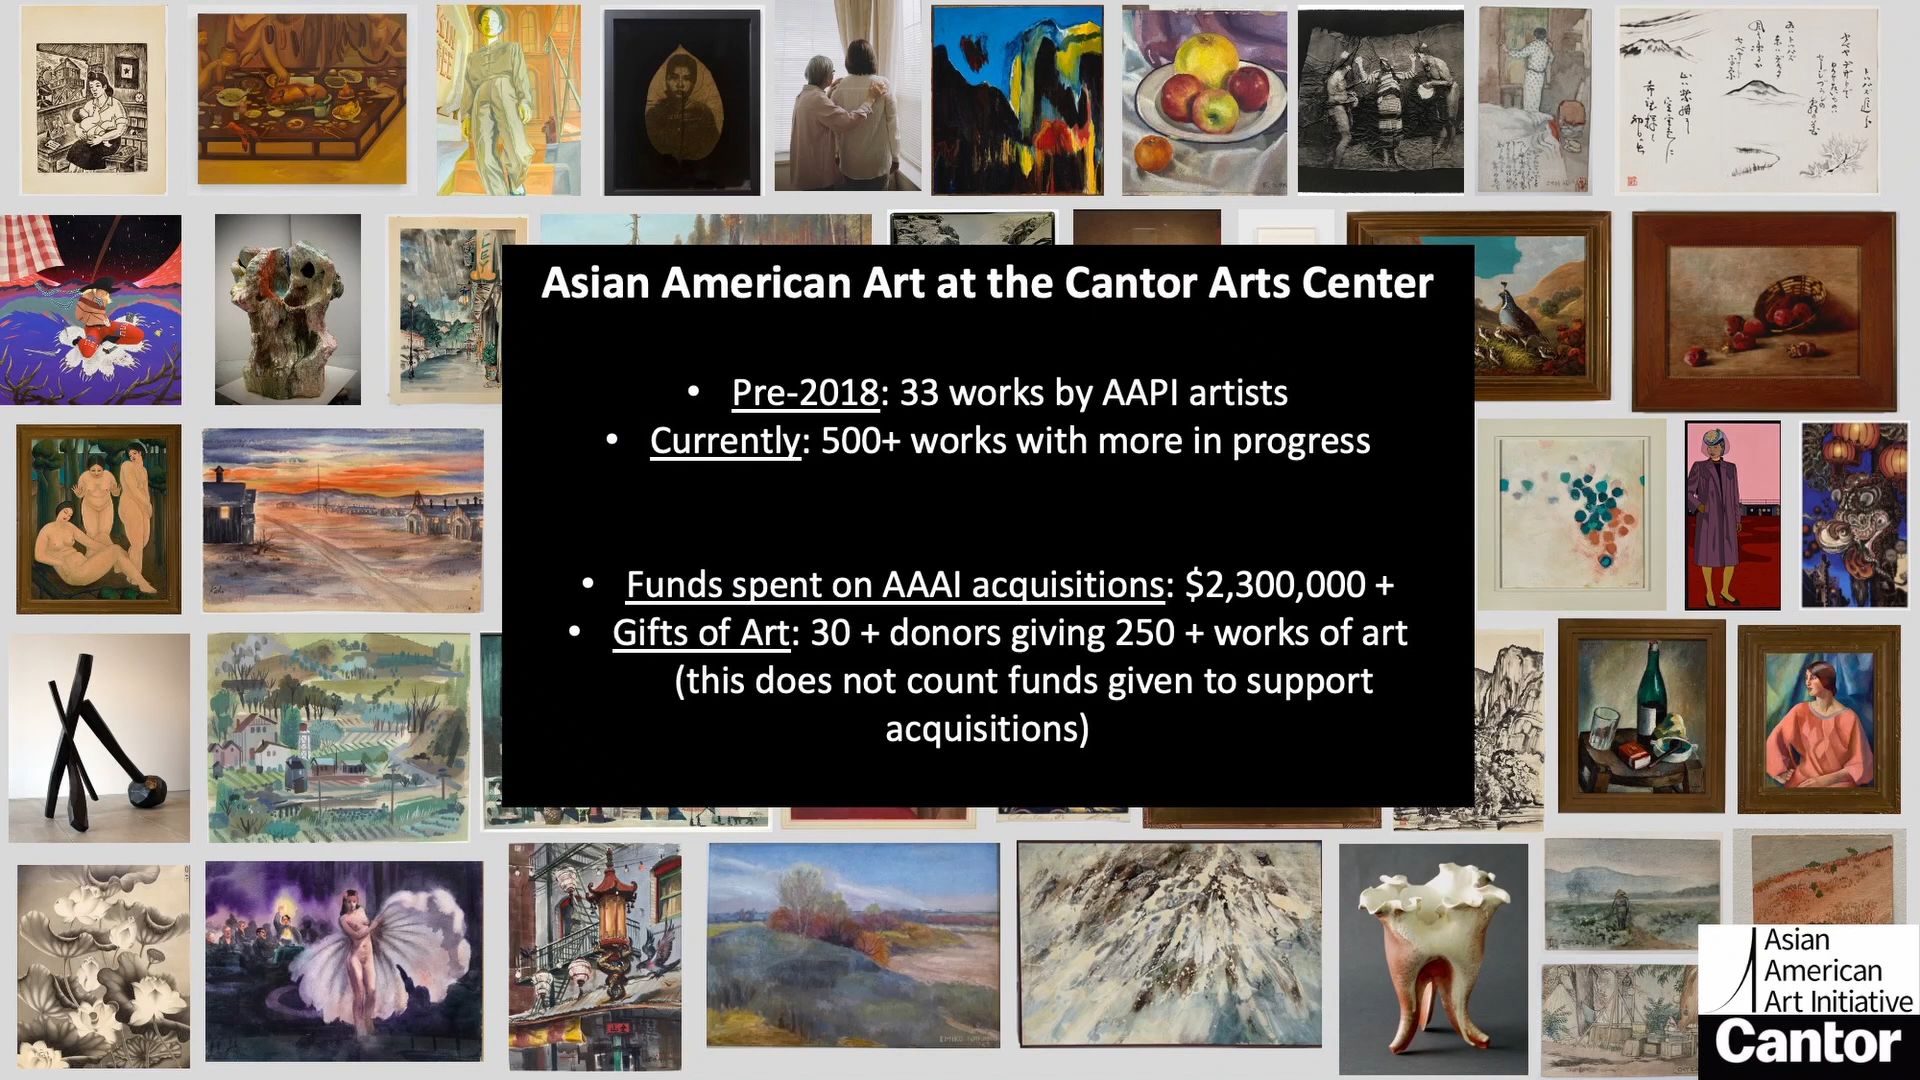 Asian American Art at the Cantor Arts Center
• Pre-2018: 33 works by AAPI artists
• Currently: 500+ works with more in progress
• Funds spent on AAAI acquisitions: $2,300,000 +
• Gifts of Art: 30 + donors giving 250 + works of art
(this does not count funds given to support
acquisitions)
Asian
American
Art Initiative
Cantor